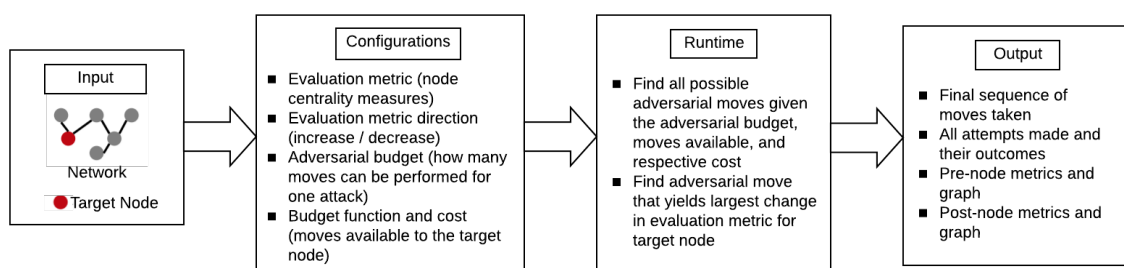 Input
Network
Target Node
Configurations
■ Evaluation metric (node
centrality measures)
■ Evaluation metric direction
(increase / decrease)
■ Adversarial budget (how many
moves can be performed for
one attack)
■ Budget function and cost
(moves available to the target
node)
Runtime
■ Find all possible
adversarial moves given
the adversarial budget,
moves available, and
respective cost
■ Find adversarial move
that yields largest change
in evaluation metric for
target node
Output
■ Final sequence of
moves taken
■ All attempts made and
their outcomes
■ Pre-node metrics and
graph
■ Post-node metrics and
graph